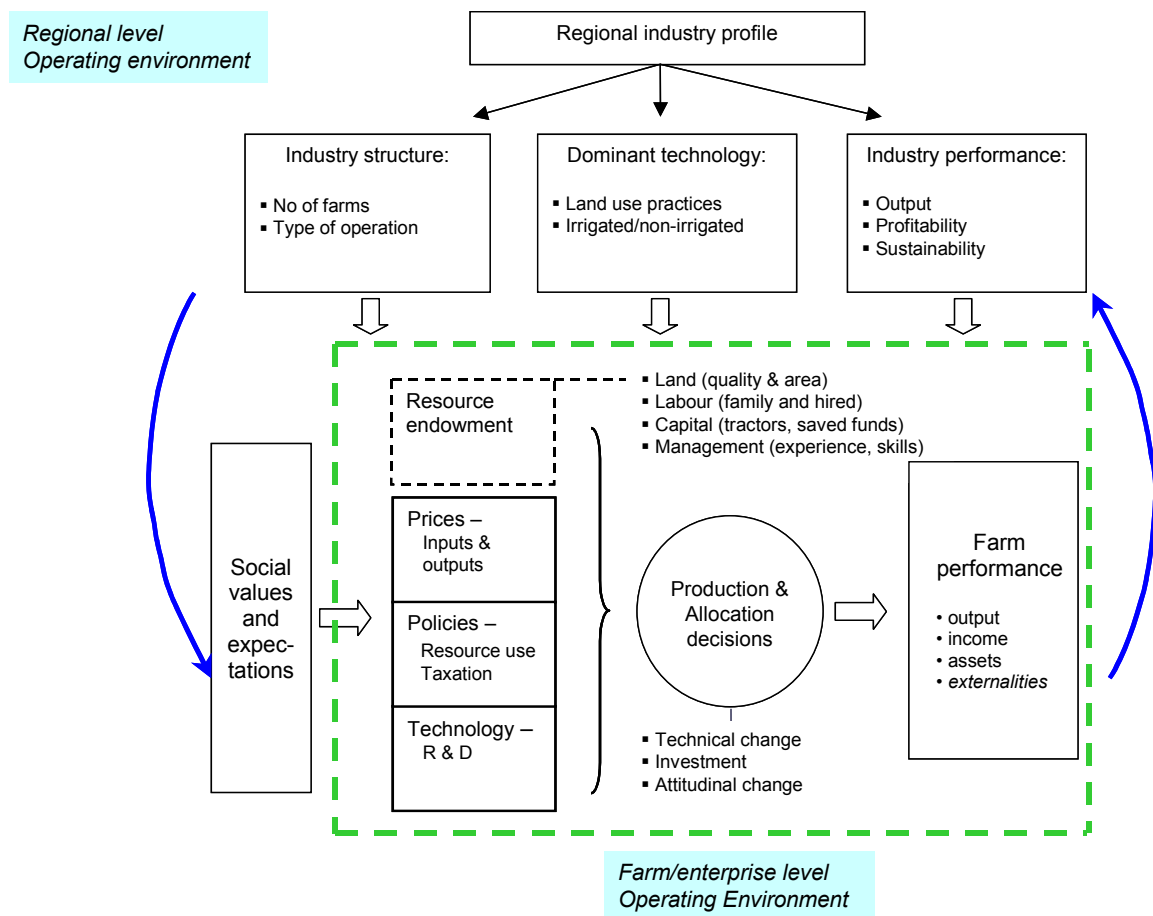 Regional level
Operating environment
Regional industry profile
Industry structure:
▪ No of farms
▪ Type of operation
Dominant technology:
▪ Land use practices
▪ Irrigated/non-irrigated
Industry performance:
▪ Output
▪ Profitability
▪ Sustainability
Resource
endowment
▪ Land (quality & area)
▪ Labour (family and hired)
▪ Capital (tractors, saved funds)
▪ Management (experience, skills)
Social
values
and
expec-
tations
Prices –
Inputs &
outputs
Policies –
Resource use
Taxation
Technology –
R & D
Production &
Allocation
decisions
▪ Technical change
▪ Investment
▪ Attitudinal change
Farm
performance
• output
• income
• assets
• externalities
Farm/enterprise level
Operating Environment